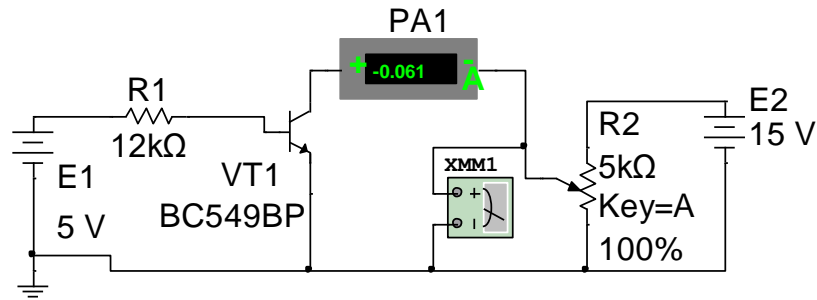 PA1
+ -0.061 - A
R1
12kΩ
E1
5 V
VT1
BC549BP
XMM1
+
-
R2
5kΩ
Key=A
100%
E2
15 V